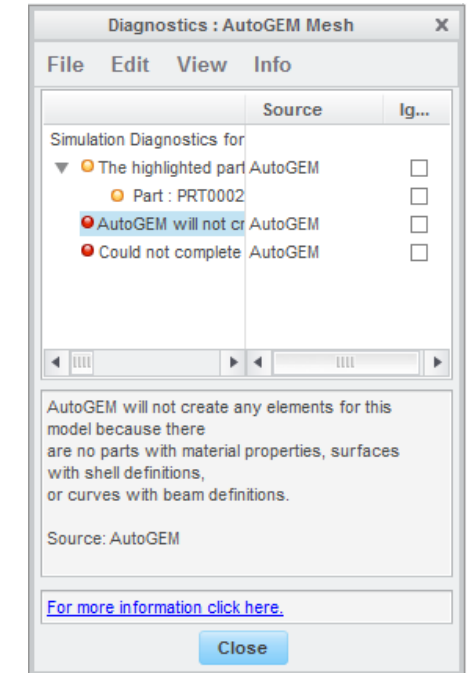 Diagnostics : AutoGEM Mesh X
File Edit View Info
Source Ig...
Simulation Diagnostics for
The highlighted part AutoGEM
Part : PRT0002 AutoGEM
AutoGEM will not cr AutoGEM
Could not complete AutoGEM
AutoGEM will not create any elements for this
model because there
are no parts with material properties, surfaces
with shell definitions,
or curves with beam definitions.
Source: AutoGEM
For more information click here.
Close